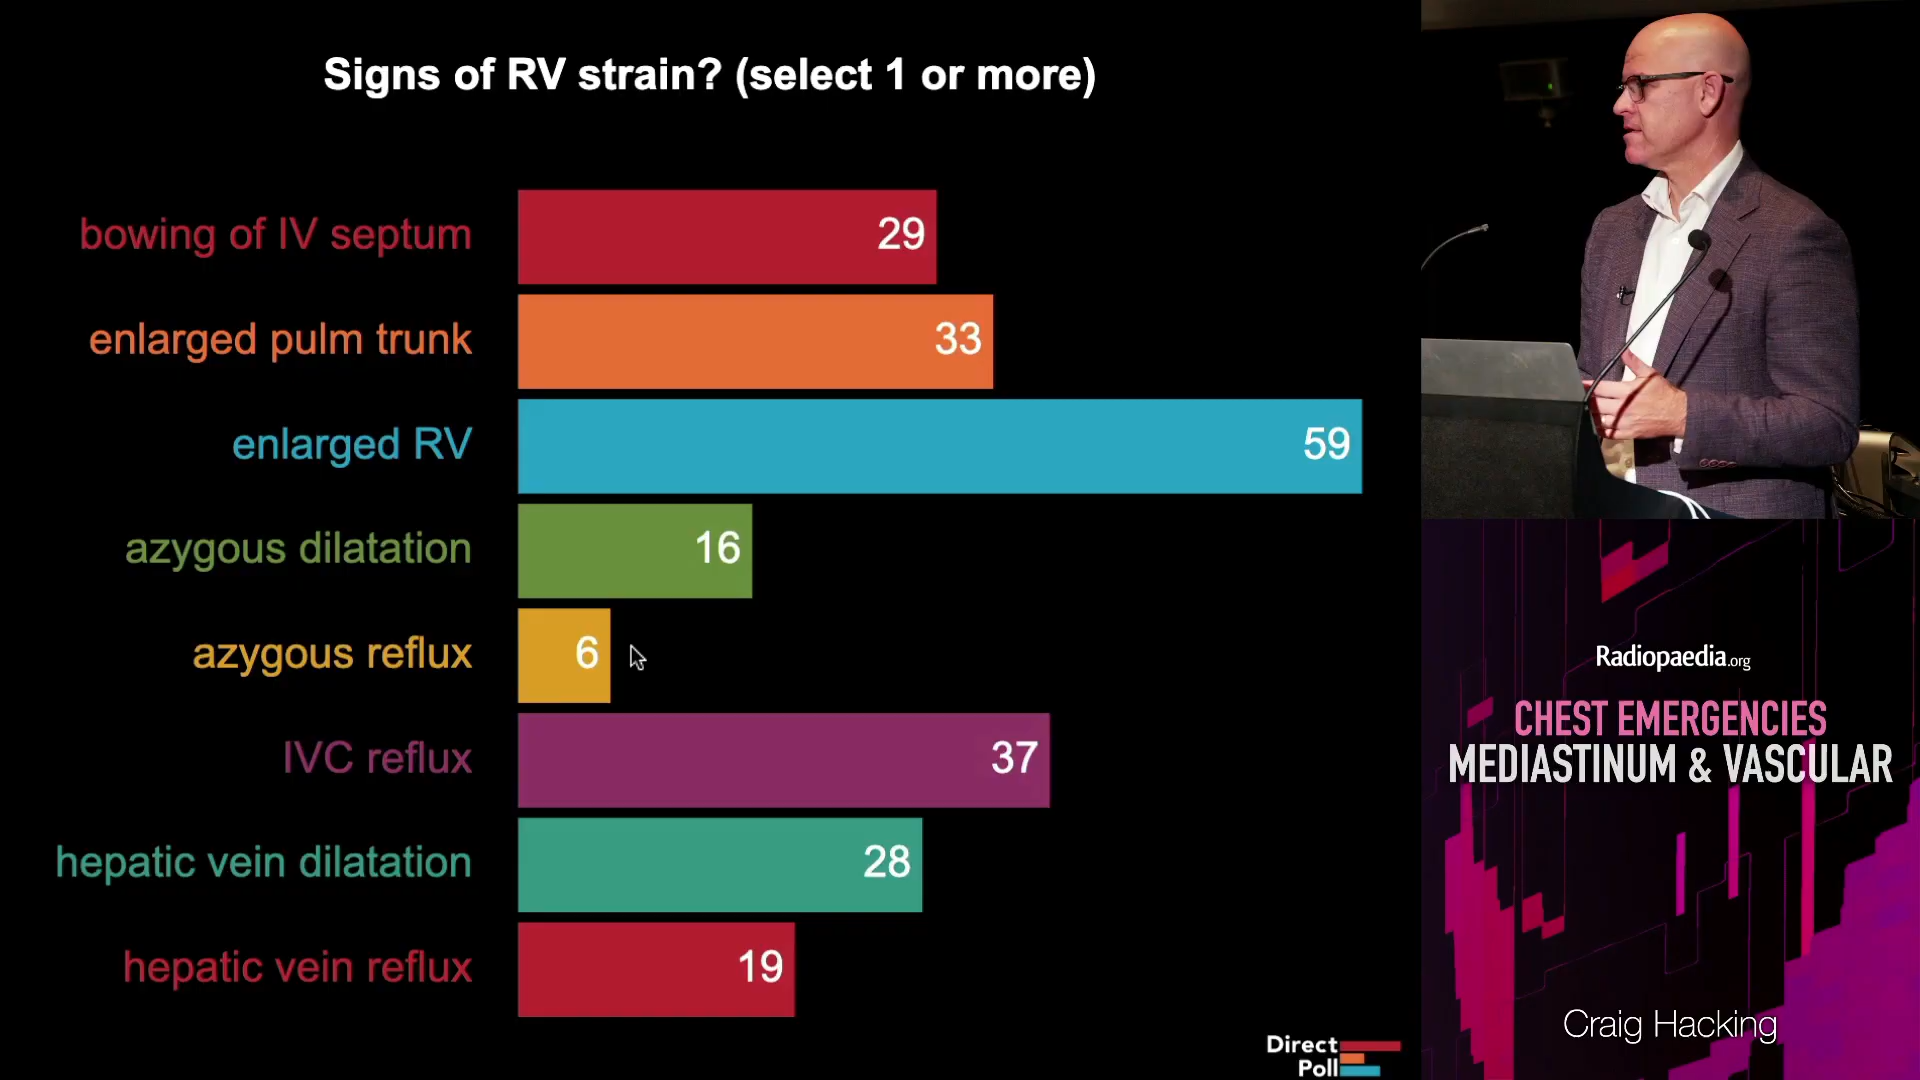 Signs of RV strain? (select 1 or more)
bowing of IV septum
29
enlarged pulm trunk
33
enlarged RV
59
azygous dilatation
16
azygous reflux
6
IVC reflux
37
hepatic vein dilatation
28
hepatic vein reflux
19
Direct
Poll
Radiopaedia.org
CHEST EMERGENCIES
MEDIASTINUM & VASCULAR
Craig Hacking